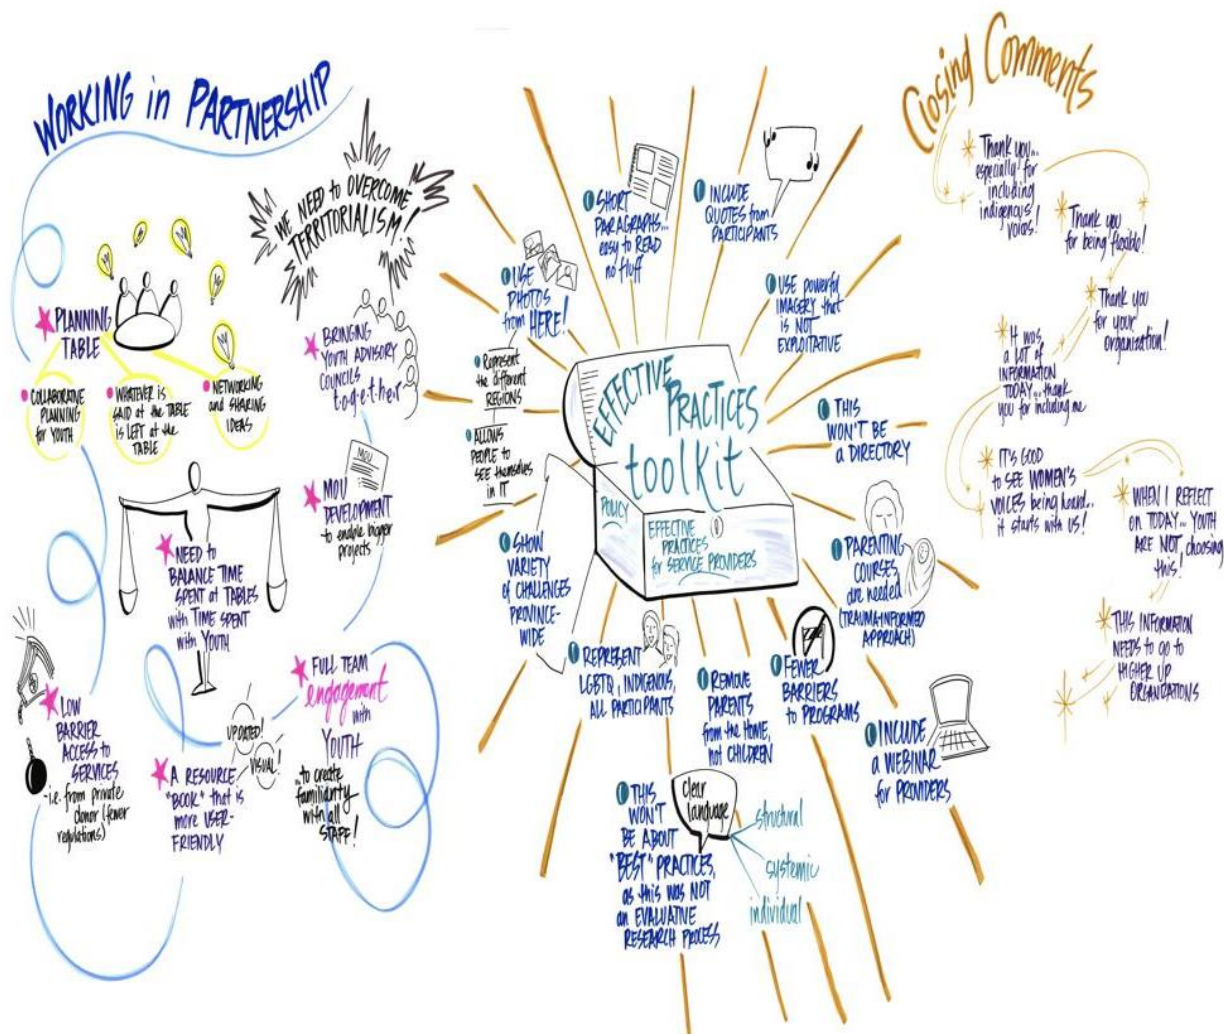 WORKING in PARTNERSHIP
WE NEED to OVERCOME
TERRITORIALISM!
PLANNING
TABLE
COLLABORATIVE
PLANNING
for YOUTH
WHATEVER is
SAID at the TABLE
is LEFT at the
TABLE
NETWORKING
and SHARING
IDEAS
BRINGING
YOUTH ADVISORY
COUNCILS
together
MOU
MOU
DEVELOPMENT
to enable bigger
projects
NEED to
BALANCE TIME
SPENT at TABLES
with TIME SPENT
with YOUTH
LOW
BARRIER
ACCESS to
SERVICES
-i.e. from private
donor (fewer
regulations)
A RESOURCE
"BOOK" that is
more USER-
FRIENDLY
UPDATED!
VISUAL!
FULL TEAM
engagement
with
YOUTH
...to create
familiarity
with all
STAFF!
EFFECTIVE
PRACTICES
toolkit
POLICY
EFFECTIVE
PRACTICES
for SERVICE PROVIDERS
SHORT
PARAGRAPHS...
easy to READ
no fluff
INCLUDE
QUOTES from
PARTICIPANTS
USE
PHOTOS
from HERE!
Represent
the different
REGIONS
ALLOWS
PEOPLE to
SEE themselves
in IT
USE powerful
IMAGERY that
is NOT
EXPLOITATIVE
THIS
WON'T BE
a DIRECTORY
SHOW
VARIETY
of CHALLENGES
PROVINCE-
WIDE
PARENTING
COURSES
are needed
(TRAUMA-INFORMED
APPROACH)
REPRESENT
LGBTQ, INDIGENOUS,
ALL PARTICIPANTS
REMOVE
PARENTS
from the HOME,
not CHILDREN
FEWER
BARRIERS
to PROGRAMS
INCLUDE
a WEBINAR
for PROVIDERS
THIS
WON'T
BE ABOUT
"BEST" PRACTICES,
as this was NOT
an EVALUATIVE
RESEARCH PROCESS
clear
language
structural
systemic
individual
Closing Comments
Thank you...
especially for
including
indigenous
voices!
Thank you
for being flexible!
Thank you
for your
organization!
IT WAS
a LOT of
INFORMATION
TODAY...thank
you for including me
IT'S GOOD
to SEE WOMEN'S
VOICES being heard...
it starts with us!
WHEN I REFLECT
on TODAY... YOUTH
ARE NOT choosing
this!
THIS INFORMATION
NEEDS to go to
HIGHER UP
ORGANIZATIONS